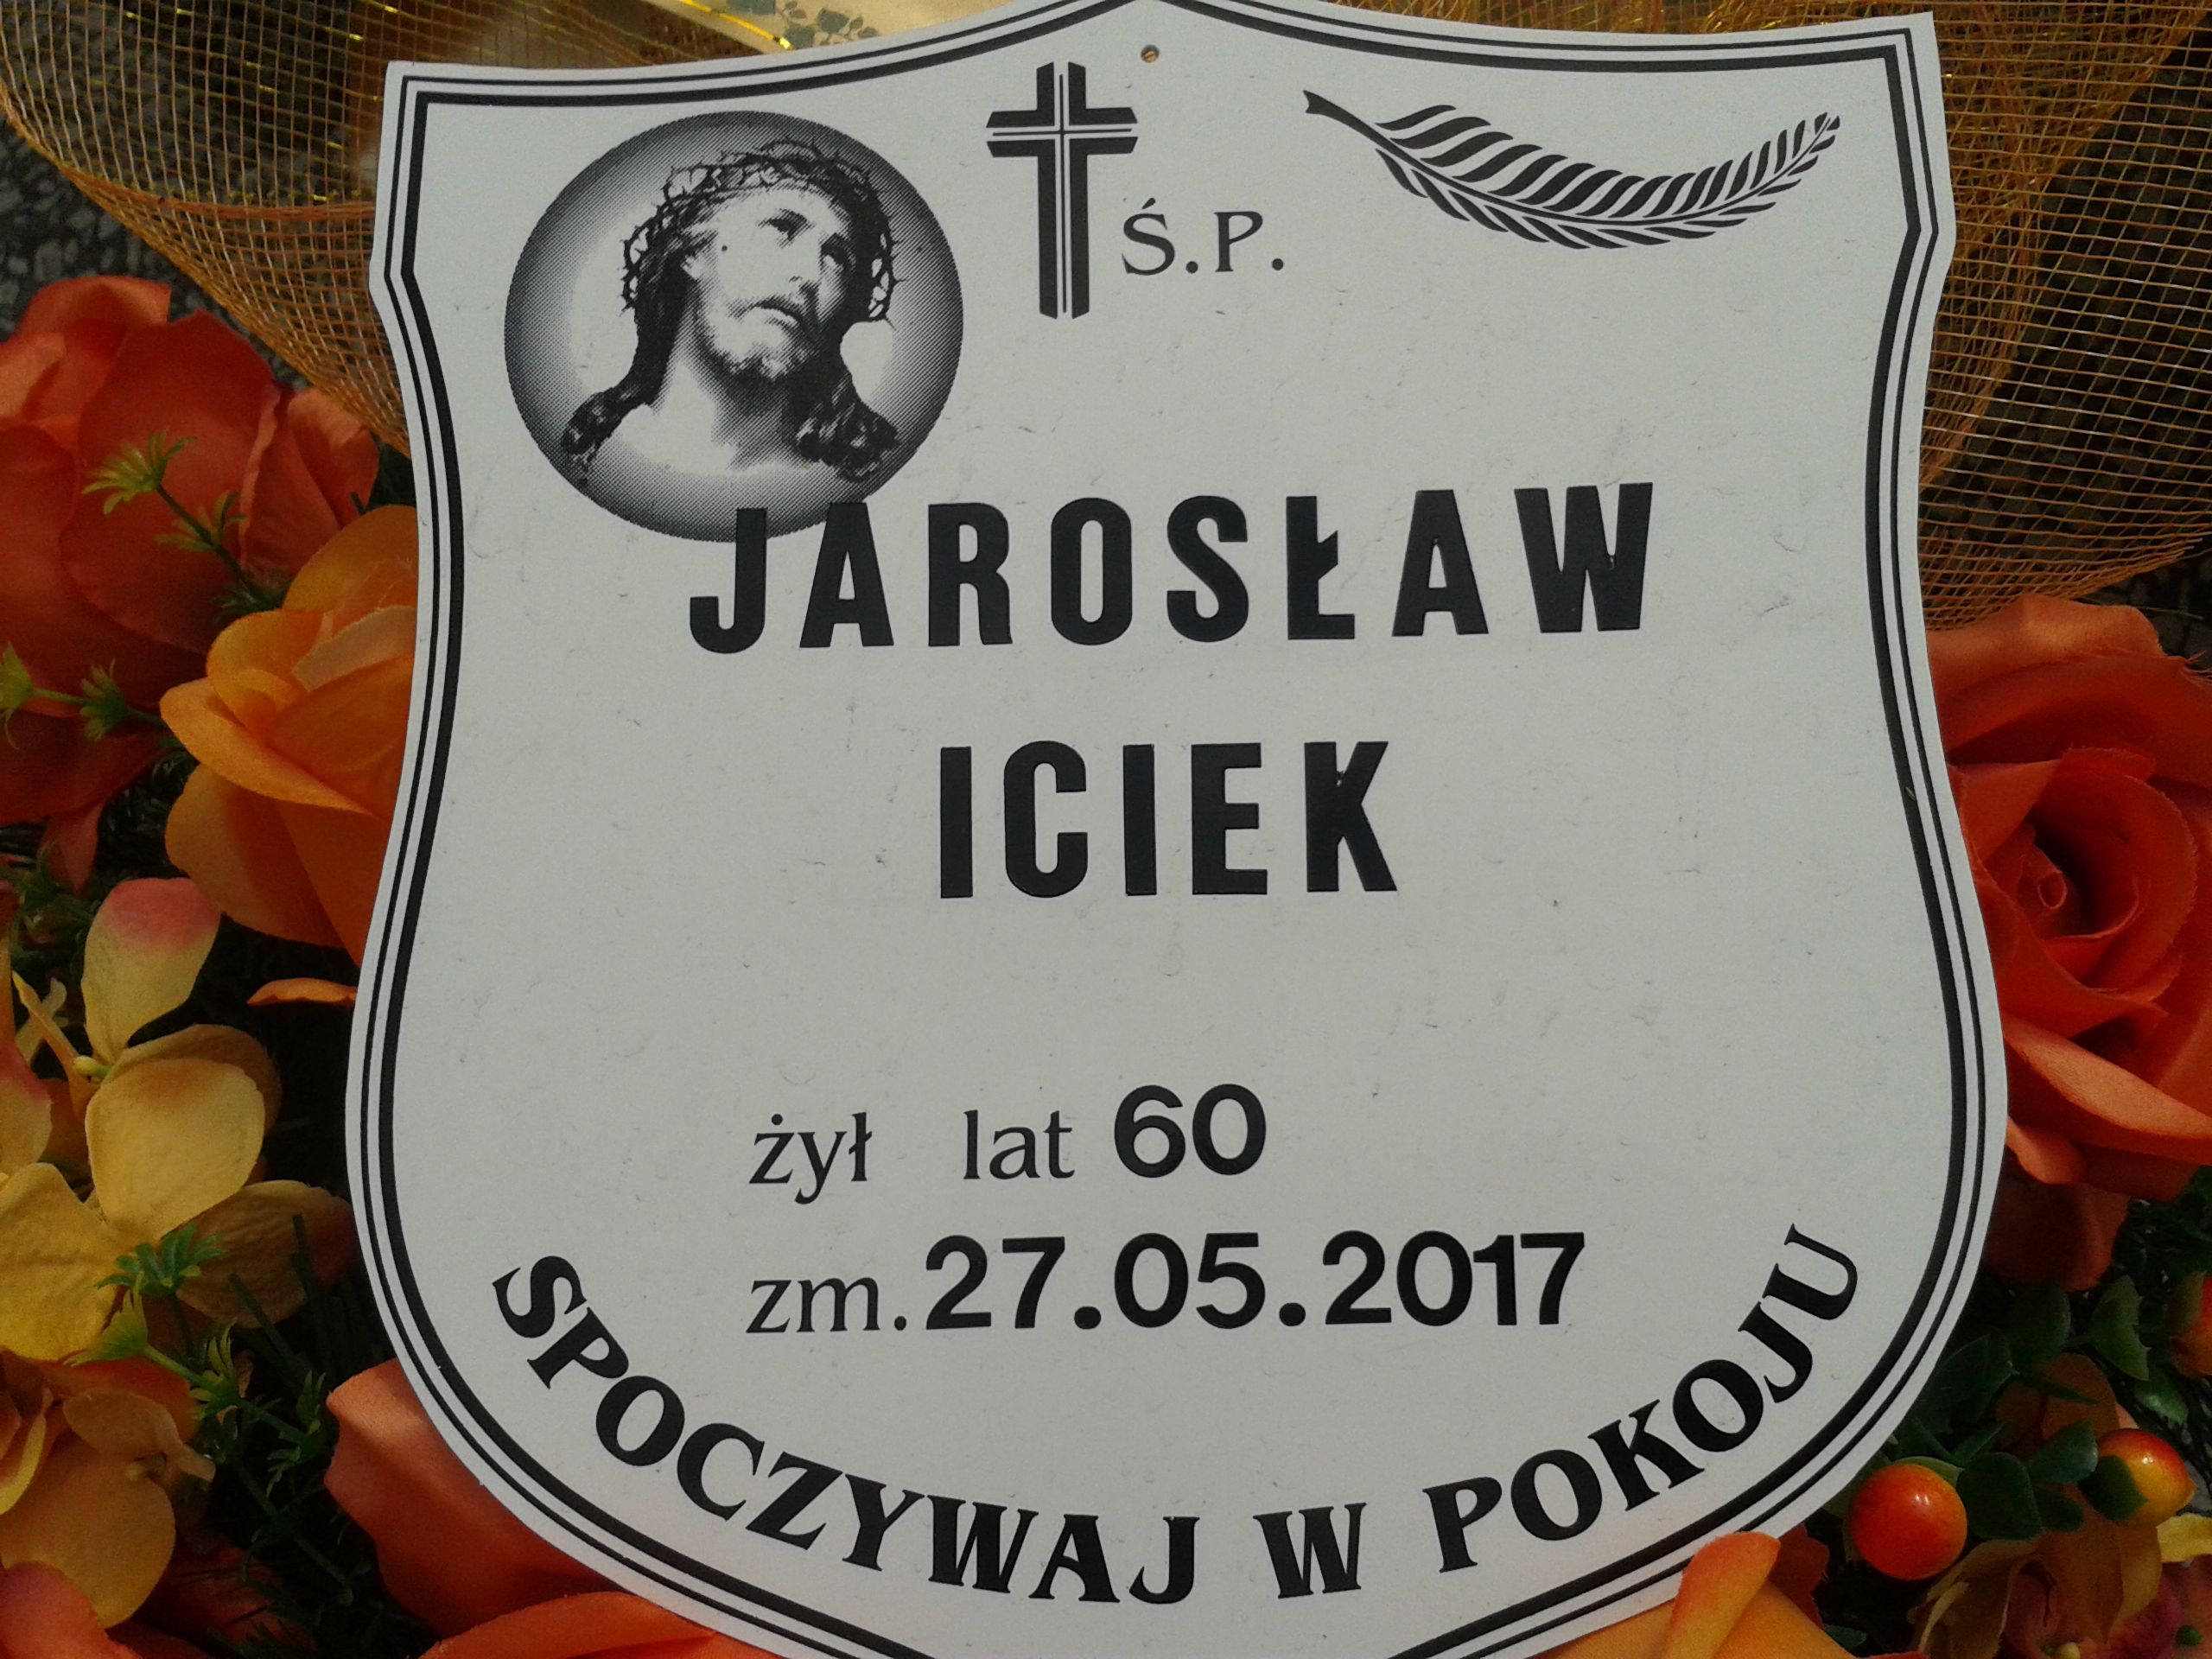 Ś.P.
JAROSŁAW
ICIEK
żył lat 60
zm. 27.05.2017
SPOCZYWAJ W POKOJU